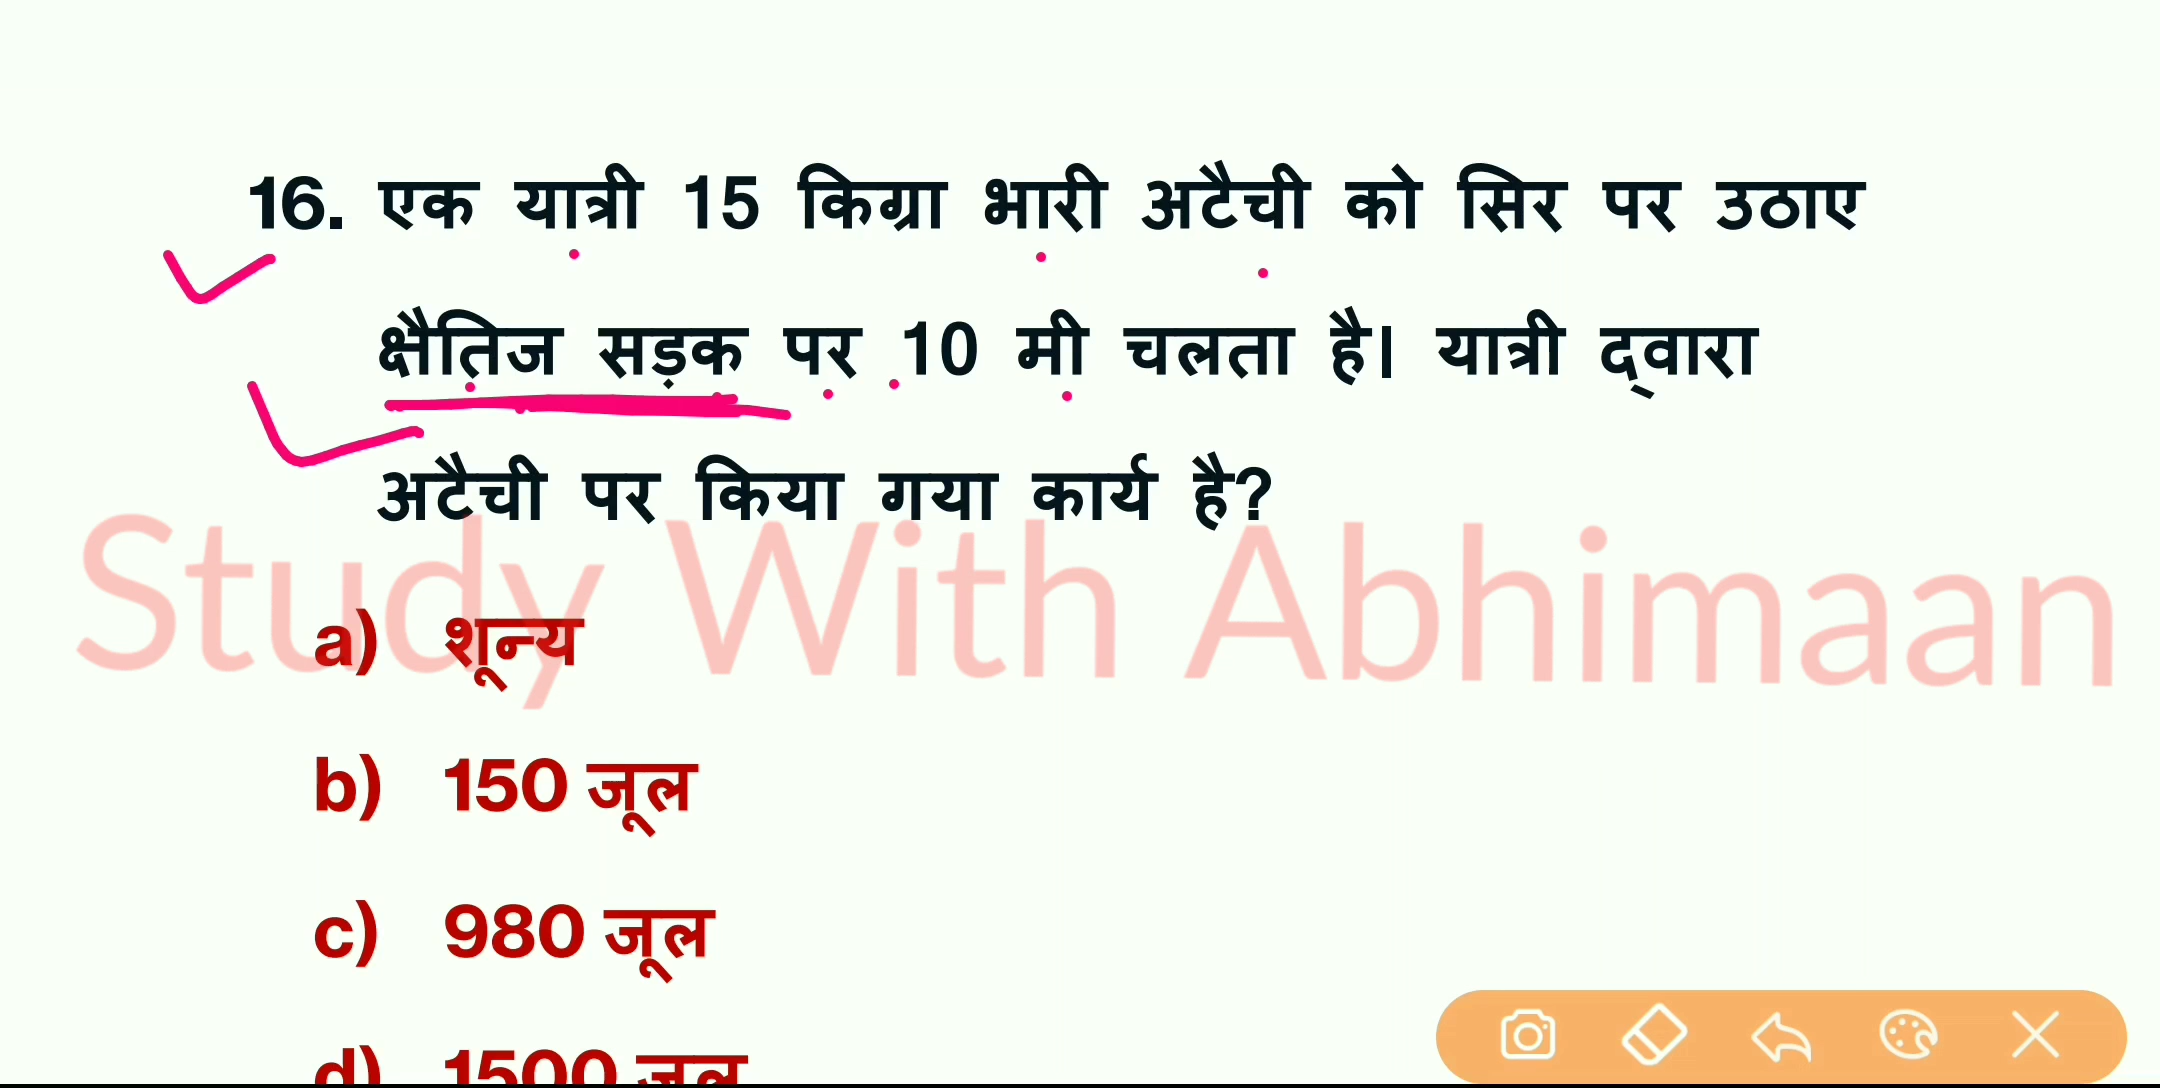 16. एक यात्री 15 किग्रा भारी अटैची को सिर पर उठाए
क्षैतिज सड़क पर 10 मी चलता है। यात्री द्वारा
अटैची पर किया गया कार्य है?
Study With Abhimaan
a) शून्य
b) 150 जूल
c) 980 जूल
d) 1500 जूल